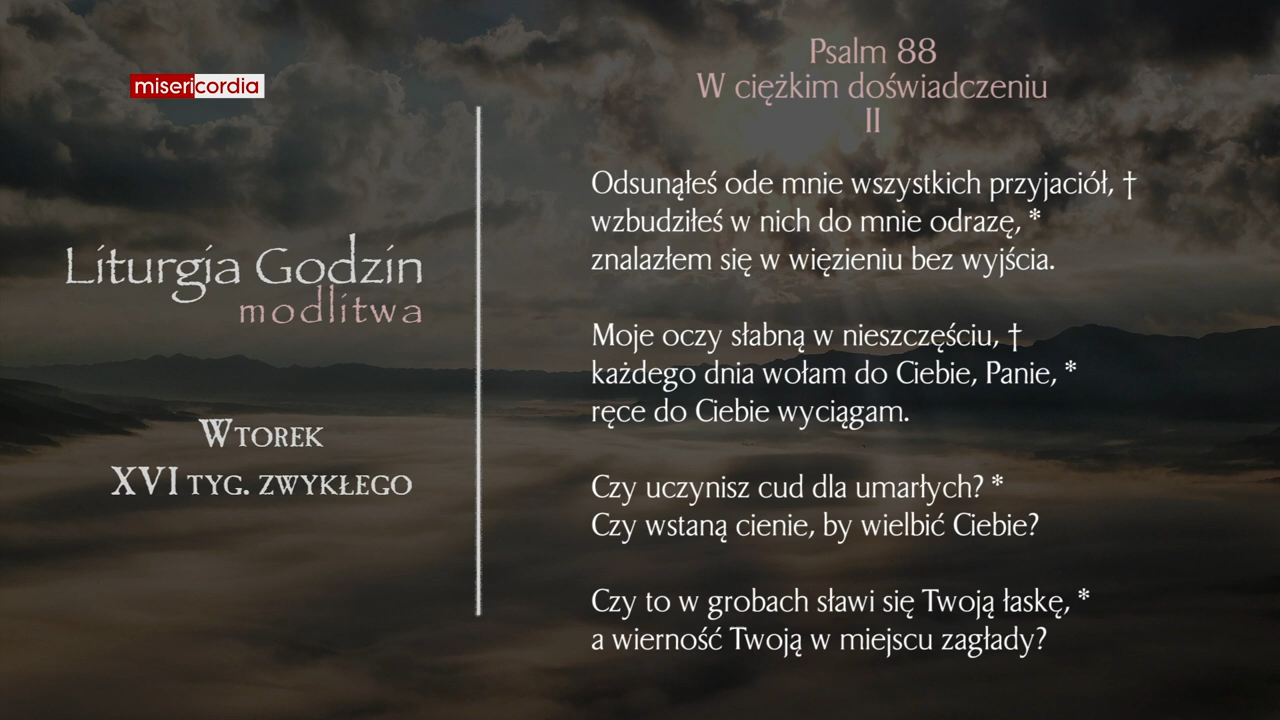 misericordia
Liturgia Godzin
modlitwa
Wtorek
XVI tyg. zwykłego
Psalm 88
W ciężkim doświadczeniu
II
Odsunąłeś ode mnie wszystkich przyjaciół, †
wzbudziłeś w nich do mnie odrazę, *
znalazłem się w więzieniu bez wyjścia.
Moje oczy słabną w nieszczęściu, †
każdego dnia wołam do Ciebie, Panie, *
ręce do Ciebie wyciągam.
Czy uczynisz cud dla umarłych? *
Czy wstaną cienie, by wielbić Ciebie?
Czy to w grobach sławi się Twoją łaskę, *
a wierność Twoją w miejscu zagłady?